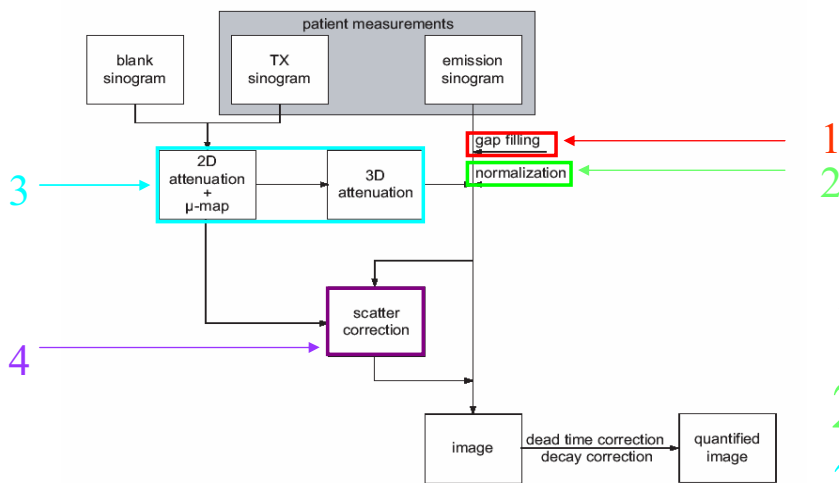 patient measurements
blank
sinogram
TX
sinogram
emission
sinogram
gap filling
1
normalization
2
3
2D
attenuation
+
μ-map
3D
attenuation
scatter
correction
4
2
image
dead time correction
decay correction
quantified
image